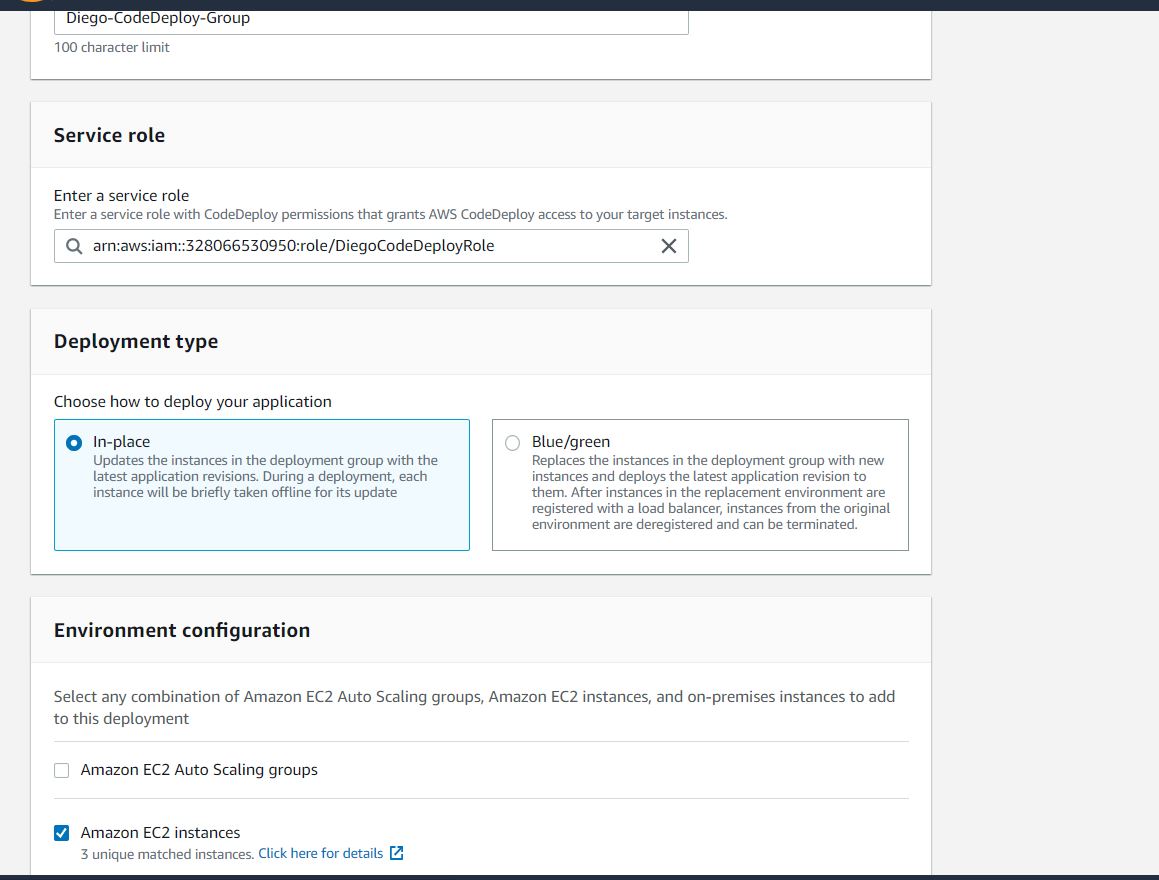 Diego-CodeDeploy-Group
100 character limit
Service role
Enter a service role
Enter a service role with CodeDeploy permissions that grants AWS CodeDeploy access to your target instances.
arn:aws:iam::328066530950:role/DiegoCodeDeployRole
Deployment type
Choose how to deploy your application
In-place
Updates the instances in the deployment group with the
latest application revisions. During a deployment, each
instance will be briefly taken offline for its update
Blue/green
Replaces the instances in the deployment group with new
instances and deploys the latest application revision to
them. After instances in the replacement environment are
registered with a load balancer, instances from the original
environment are deregistered and can be terminated.
Environment configuration
Select any combination of Amazon EC2 Auto Scaling groups, Amazon EC2 instances, and on-premises instances to add
to this deployment
Amazon EC2 Auto Scaling groups
Amazon EC2 instances
3 unique matched instances. Click here for details